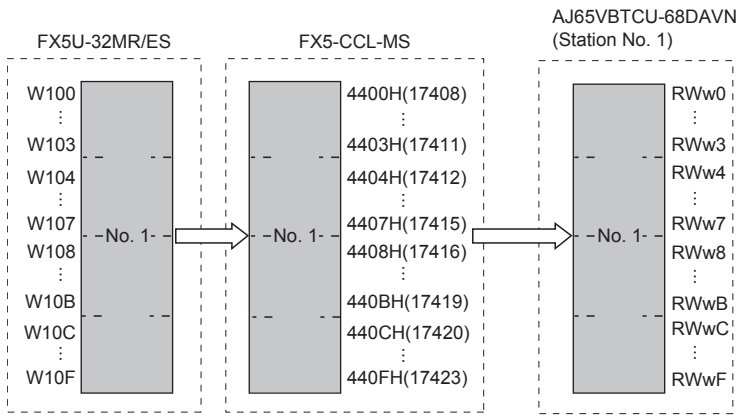 FX5U-32MR/ES
FX5-CCL-MS
AJ65VBTCU-68DAVN
(Station No. 1)
W100
⋮
W103
W104
⋮
W107
W108
⋮
W10B
W10C
⋮
W10F
No. 1
4400H(17408)
⋮
4403H(17411)
4404H(17412)
⋮
4407H(17415)
4408H(17416)
⋮
440BH(17419)
440CH(17420)
⋮
440FH(17423)
No. 1
RWw0
⋮
RWw3
RWw4
⋮
RWw7
RWw8
⋮
RWwB
RWwC
⋮
RWwF
No. 1